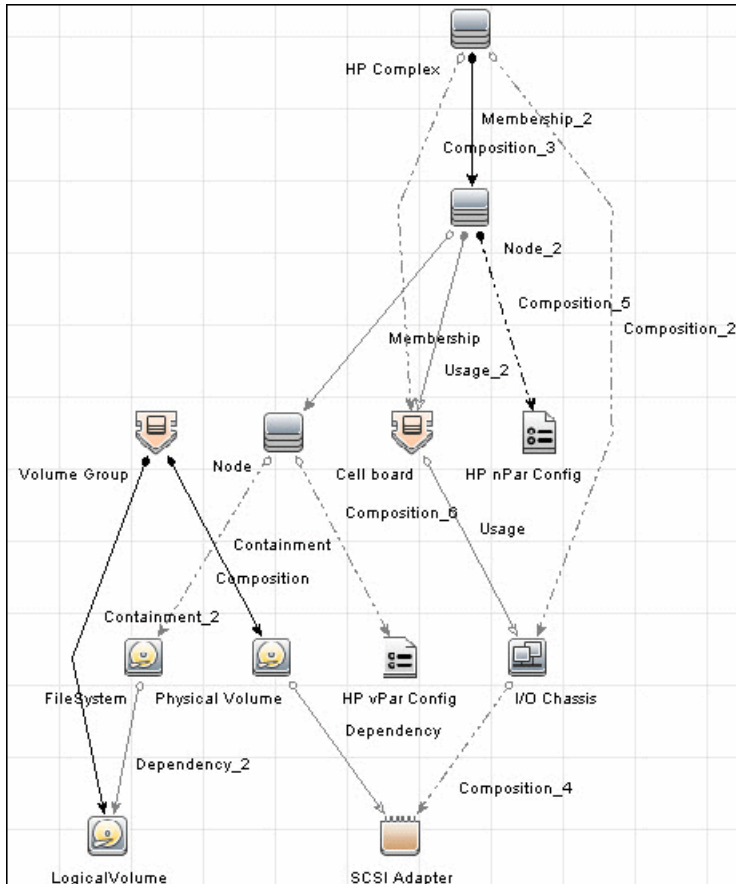 HP Complex
Membership_2
Composition_3
Node_2
Composition_5
Composition_2
Membership
Usage_2
Volume Group
Node
Cell board
HP nPar Config
Composition_6
Usage
Containment
Composition
Containment_2
FileSystem
Physical Volume
HP vPar Config
I/O Chassis
Dependency
Dependency_2
Composition_4
LogicalVolume
SCSI Adapter